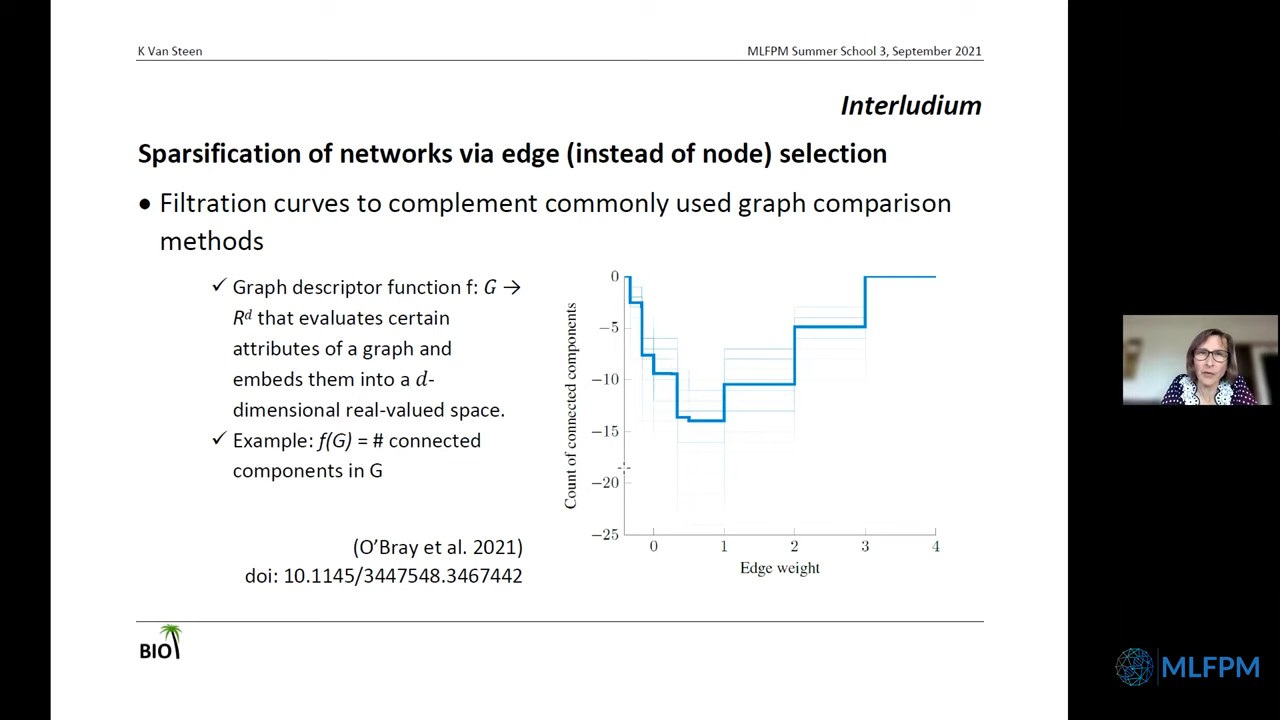 K Van Steen
MLFPM Summer School 3, September 2021
Interludium
Sparsification of networks via edge (instead of node) selection
• Filtration curves to complement commonly used graph comparison
methods
✓ Graph descriptor function f: G →
Rᵈ that evaluates certain
attributes of a graph and
embeds them into a d-
dimensional real-valued space.
✓ Example: f(G) = # connected
components in G
(O’Bray et al. 2021)
doi: 10.1145/3447548.3467442
Count of connected components
0
−5
−10
−15
−20
−25
0 1 2 3 4
Edge weight
BIO
MLFPM